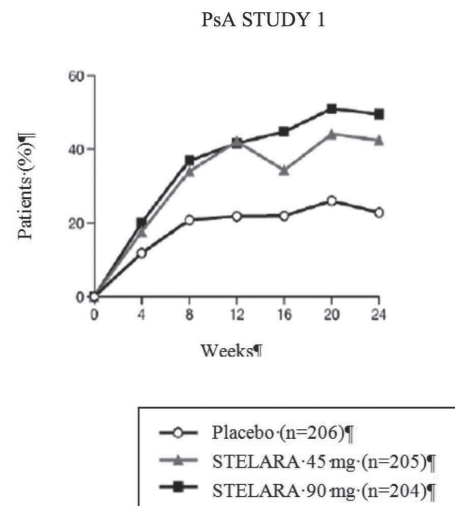 PsA STUDY 1
Patients·(%)¶
60
40
20
0
0 4 8 12 16 20 24
Weeks¶
Placebo·(n=206)¶
STELARA·45·mg·(n=205)¶
STELARA·90·mg·(n=204)¶